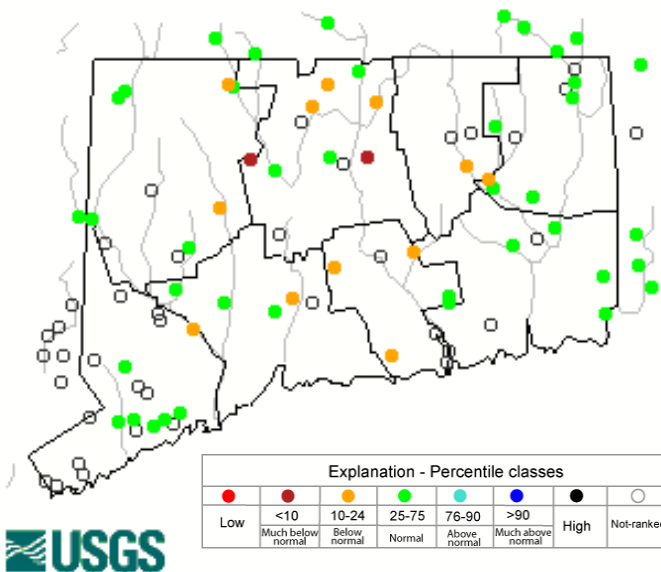 Explanation - Percentile classes
Low
<10
10-24
25-75
76-90
>90
High
Not-ranked
Much below normal
Below normal
Normal
Above normal
Much above normal
USGS